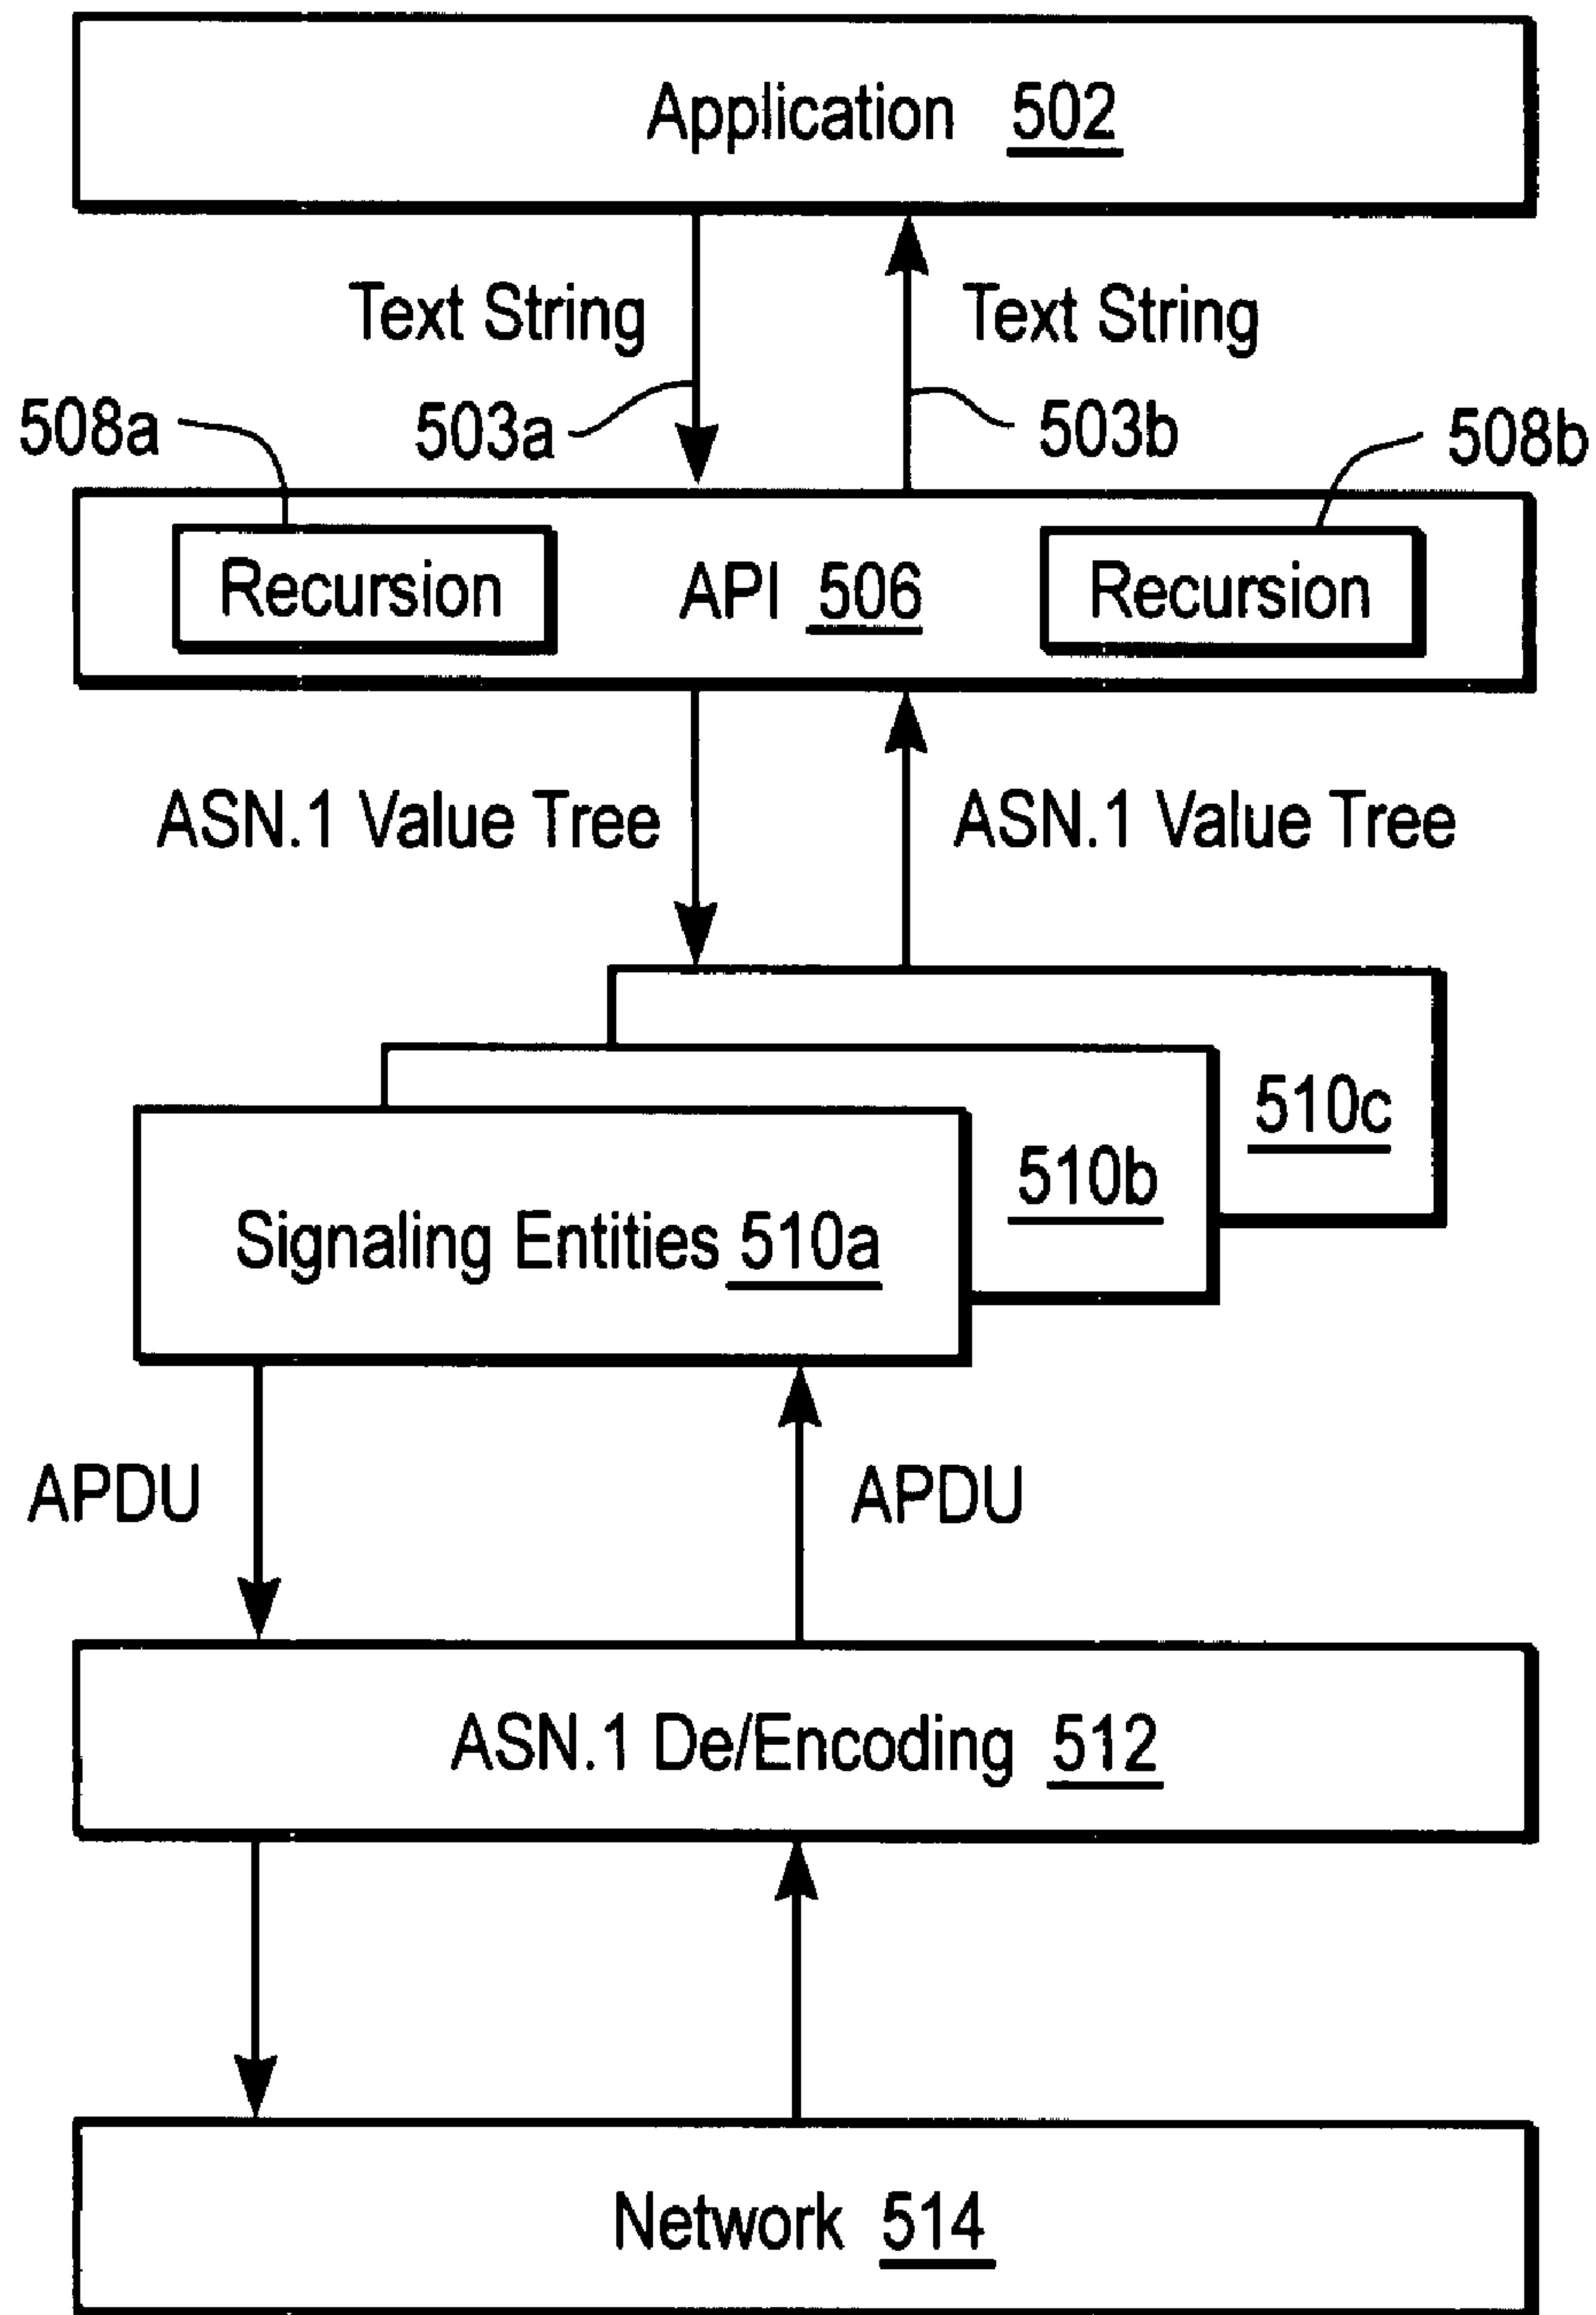 Application 502
Text String
Text String
508a
503a
503b
508b
Recursion
API 506
Recursion
ASN.1 Value Tree
ASN.1 Value Tree
510c
510b
Signaling Entities 510a
APDU
APDU
ASN.1 De/Encoding 512
Network 514